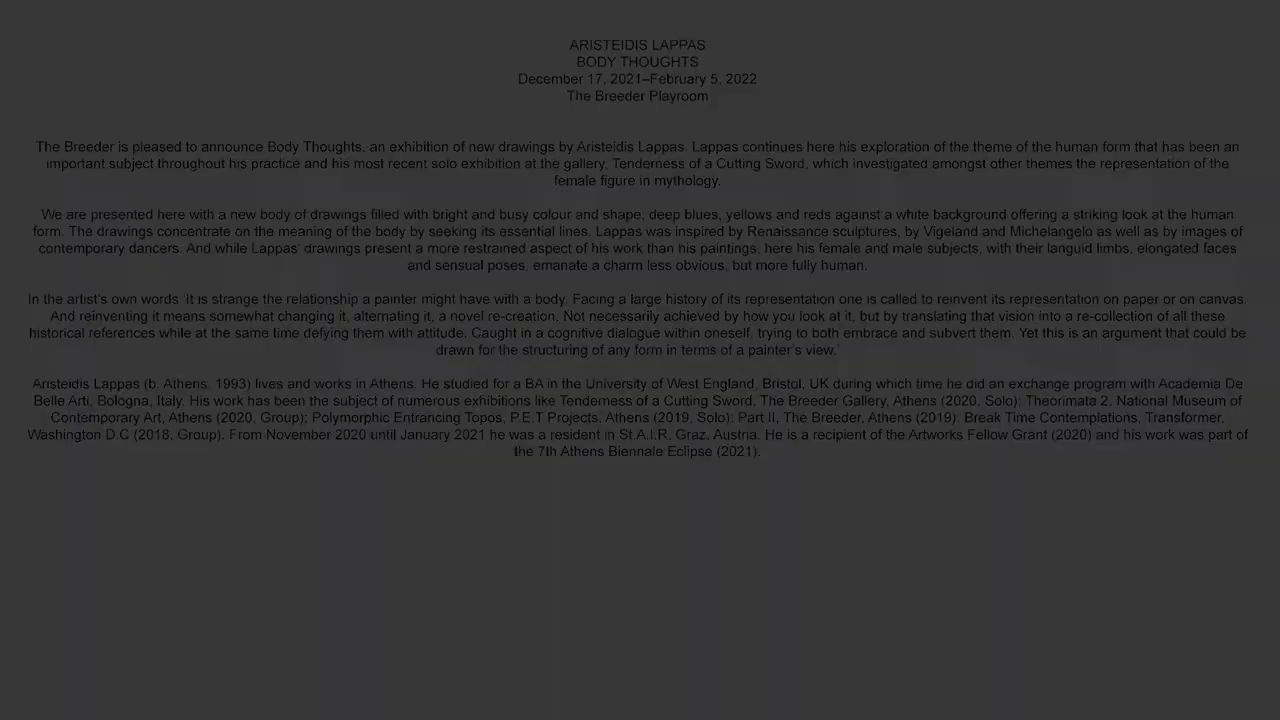 ARISTEIDIS LAPPAS
BODY THOUGHTS
December 17, 2021–February 5, 2022
The Breeder Playroom
The Breeder is pleased to announce Body Thoughts, an exhibition of new drawings by Aristeidis Lappas. Lappas continues here his exploration of the theme of the human form that has been an
important subject throughout his practice and his most recent solo exhibition at the gallery, Tenderness of a Cutting Sword, which investigated amongst other themes the representation of the
female figure in mythology.
We are presented here with a new body of drawings filled with bright and busy colour and shape, deep blues, yellows and reds against a white background offering a striking look at the human
form. The drawings concentrate on the meaning of the body by seeking its essential lines. Lappas was inspired by Renaissance sculptures, by Vigeland and Michelangelo as well as by images of
contemporary dancers. And while Lappas' drawings present a more restrained aspect of his work than his paintings, here his female and male subjects, with their languid limbs, elongated faces
and sensual poses, emanate a charm less obvious, but more fully human.
In the artist's own words 'It is strange the relationship a painter might have with a body. Facing a large history of its representation one is called to reinvent its representation on paper or on canvas.
And reinventing it means somewhat changing it, alternating it, a novel re-creation. Not necessarily achieved by how you look at it, but by translating that vision into a re-collection of all these
historical references while at the same time defying them with attitude. Caught in a cognitive dialogue within oneself, trying to both embrace and subvert them. Yet this is an argument that could be
drawn for the structuring of any form in terms of a painter's view.'
Aristeidis Lappas (b. Athens, 1993) lives and works in Athens. He studied for a BA in the University of West England, Bristol, UK during which time he did an exchange program with Academia De
Belle Arti, Bologna, Italy. His work has been the subject of numerous exhibitions like Tenderness of a Cutting Sword, The Breeder Gallery, Athens (2020, Solo); Theorimata 2, National Museum of
Contemporary Art, Athens (2020, Group); Polymorphic Entrancing Topos, P.E.T Projects, Athens (2019, Solo); Part II, The Breeder, Athens (2019); Break Time Contemplations, Transformer,
Washington D.C (2018, Group). From November 2020 until January 2021 he was a resident in St.A.I.R, Graz, Austria. He is a recipient of the Artworks Fellow Grant (2020) and his work was part of
the 7th Athens Biennale Eclipse (2021).